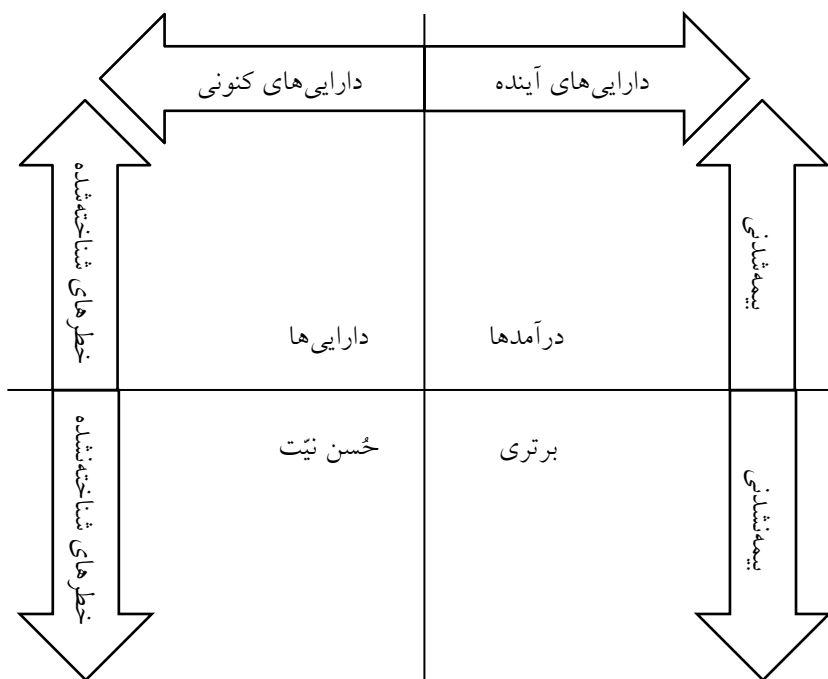 دارایی‌های آینده
دارایی‌های کنونی
بیمه‌شدنی
خطرهای شناخته‌شده
درآمدها
دارایی‌ها
برتری
حُسن نیّت
بیمه‌نشدنی
خطرهای شناخته‌نشده